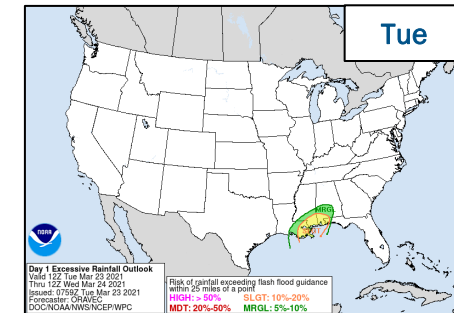 Tue
MRGL
NOAA
Day 1 Excessive Rainfall Outlook
Valid 12Z Tue Mar 23 2021
Thru 12Z Wed Mar 24 2021
Issued: 0759Z Tue Mar 23 2021
Forecaster: ORAVEC
DOC/NOAA/NWS/NCEP/WPC
Risk of rainfall exceeding flash flood guidance
within 25 miles of a point
HIGH: > 50% SLGT: 10%-20%
MDT: 20%-50% MRGL: 5%-10%